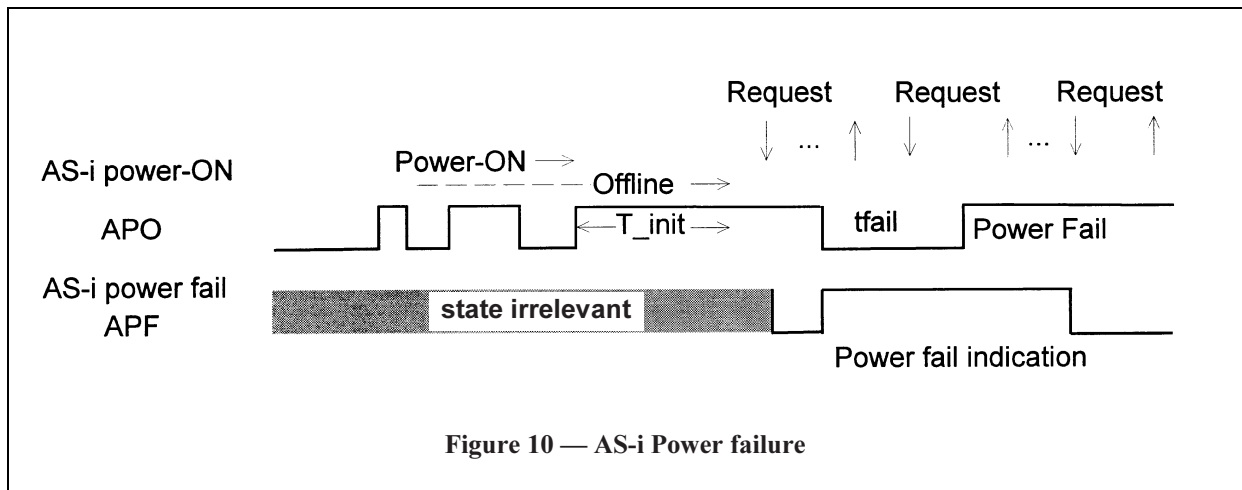 Request Request Request
... ...
AS-i power-ON
Power-ON
Offline
APO
T_init
tfail
Power Fail
AS-i power fail
APF
state irrelevant
Power fail indication
Figure 10 — AS-i Power failure